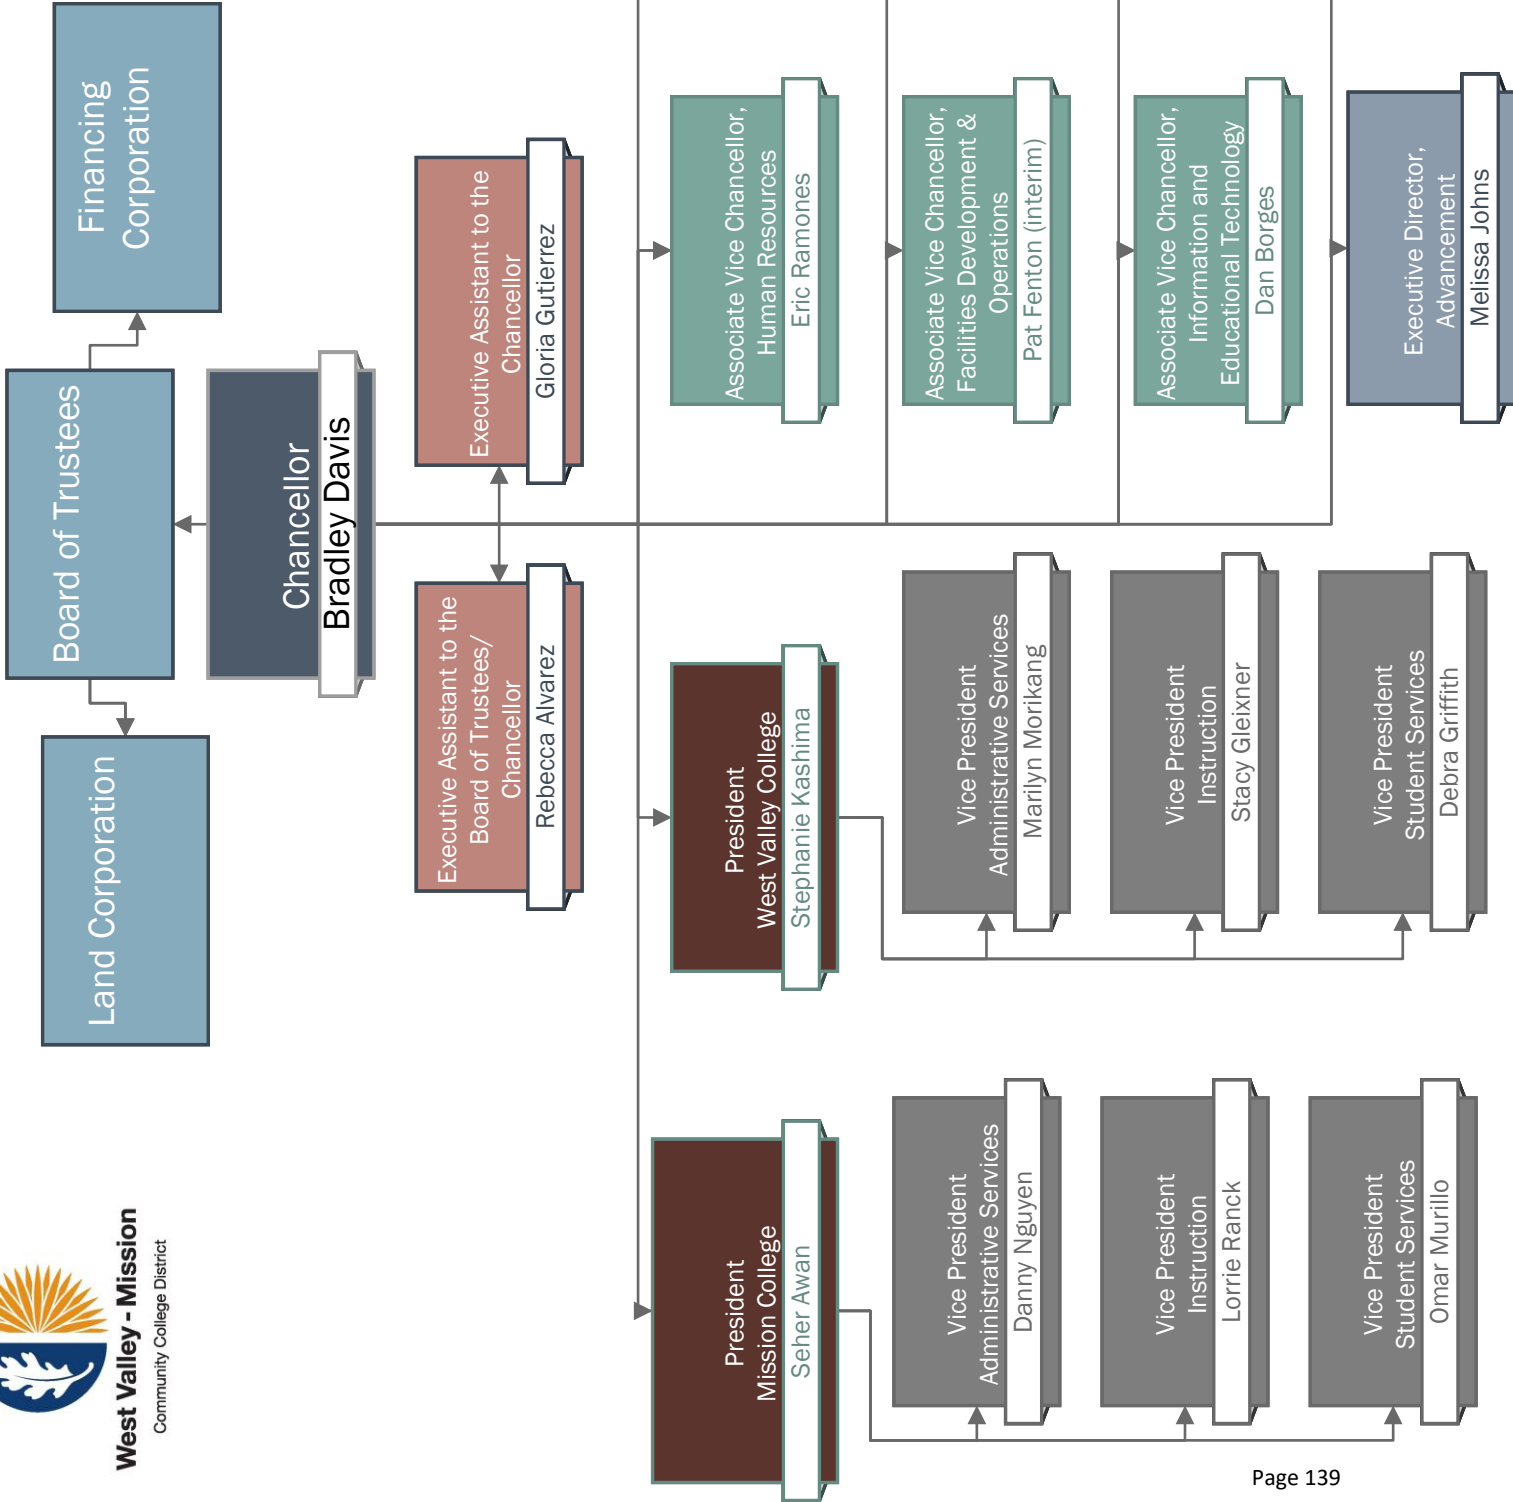 West Valley - Mission
Community College District
Land Corporation
Board of Trustees
Financing
Corporation
Chancellor
Bradley Davis
Executive Assistant to the
Board of Trustees/
Chancellor
Rebecca Alvarez
Executive Assistant to the
Chancellor
Gloria Gutierrez
President
Mission College
Seher Awan
President
West Valley College
Stephanie Kashima
Associate Vice Chancellor,
Human Resources
Eric Ramones
Vice President
Administrative Services
Danny Nguyen
Vice President
Administrative Services
Marilyn Morikang
Associate Vice Chancellor,
Facilities Development &
Operations
Pat Fenton (interim)
Vice President
Instruction
Lorrie Ranck
Vice President
Instruction
Stacy Gleixner
Associate Vice Chancellor,
Information and
Educational Technology
Dan Borges
Vice President
Student Services
Omar Murillo
Vice President
Student Services
Debra Griffith
Executive Director,
Advancement
Melissa Johns
Page 139